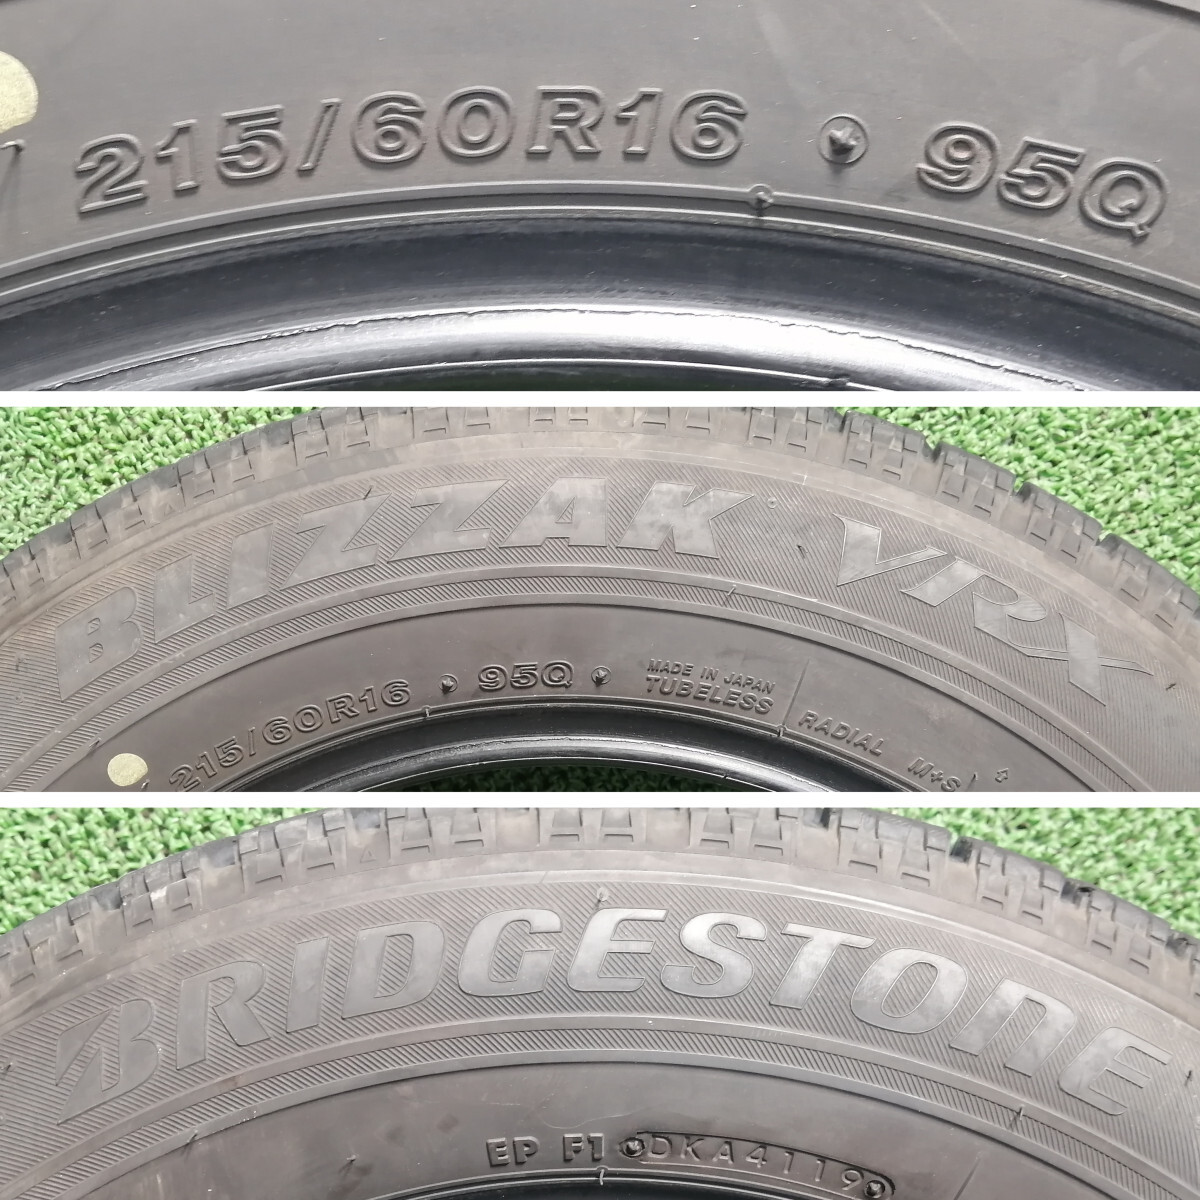 215/60R16 95Q
BLIZZAK VRX
215/60R16 95Q
MADE IN JAPAN
TUBELESS
RADIAL M+S
BRIDGESTONE
EP F1 DKA4119